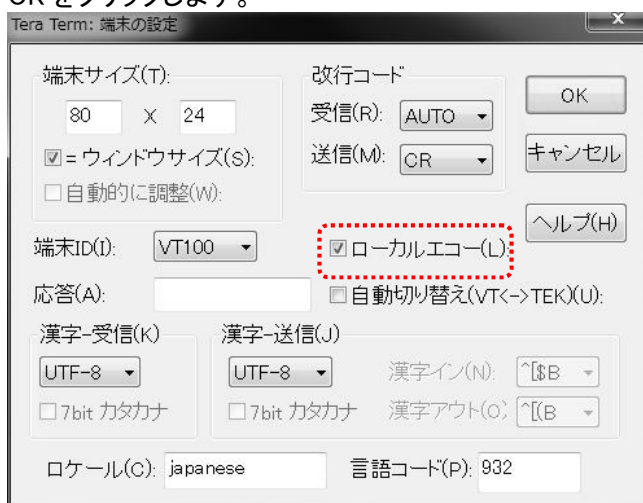 OK をクリックします。
Tera Term: 端末の設定
端末サイズ(T):
80 X 24
= ウィンドウサイズ(S):
自動的に調整(W):
改行コード
受信(R): AUTO
送信(M): CR
OK
キャンセル
ヘルプ(H)
端末ID(I): VT100
ローカルエコー(L):
応答(A):
自動切り替え(VT<->TEK)(U):
漢字-受信(K)
UTF-8
7bit カタカナ
漢字-送信(J)
UTF-8
7bit カタカナ
漢字イン(N): ^[$B
漢字アウト(O): ^[(B
ロケール(C): japanese
言語コード(P): 932